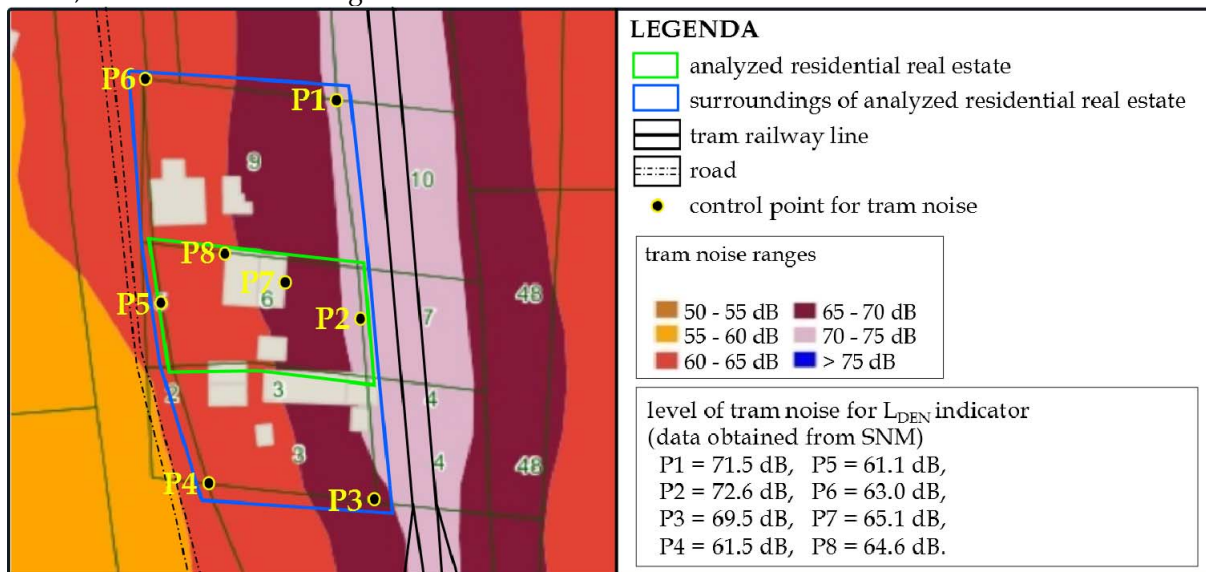 P6
P1
9
10
P8
P7
6
48
P5
P2
7
2
3
4
3
4
48
P4
P3
LEGENDA
analyzed residential real estate
surroundings of analyzed residential real estate
tram railway line
road
control point for tram noise
tram noise ranges
50 - 55 dB 65 - 70 dB
55 - 60 dB 70 - 75 dB
60 - 65 dB > 75 dB
level of tram noise for LDEN indicator
(data obtained from SNM)
P1 = 71.5 dB, P5 = 61.1 dB,
P2 = 72.6 dB, P6 = 63.0 dB,
P3 = 69.5 dB, P7 = 65.1 dB,
P4 = 61.5 dB, P8 = 64.6 dB.